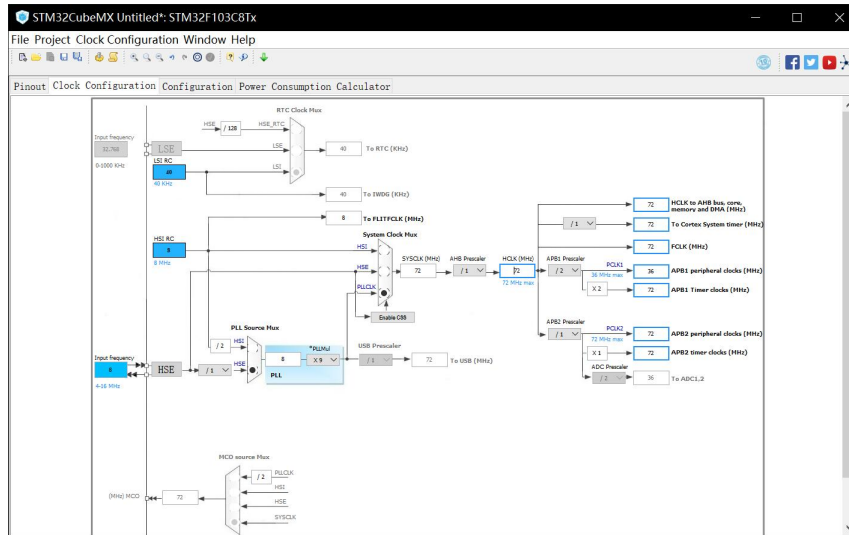 STM32CubeMX Untitled*: STM32F103C8Tx
File Project Clock Configuration Window Help
Pinout Clock Configuration Configuration Power Consumption Calculator
RTC Clock Mux
HSE / 128 HSE_RTC
Input frequency
32.768 LSE LSE 40 To RTC (KHz)
0-1000 KHz
LSI RC
40 LSI
40 KHz
40 To IWDG (KHz)
8 To FLITFCLK (MHz)
System Clock Mux
HSI RC
8 HSI
8 MHz
HSE
PLLCLK
SYSCLK (MHz) AHB Prescaler HCLK (MHz) APB1 Prescaler
72 / 1 72 / 2
72 MHz max
72 HCLK to AHB bus, core, memory and DMA (MHz)
/ 1 72 To Cortex System timer (MHz)
72 FCLK (MHz)
PCLK1 36 APB1 peripheral clocks (MHz)
36 MHz max
X 2 72 APB1 Timer clocks (MHz)
Enable CSS
APB2 Prescaler
/ 1 PCLK2 72 APB2 peripheral clocks (MHz)
72 MHz max
X 1 72 APB2 timer clocks (MHz)
ADC Prescaler
/ 2 36 To ADC1,2
PLL Source Mux
/ 2 HSI
*PLLMul
8 X 9
PLL
USB Prescaler
/ 1 72 To USB (MHz)
Input frequency
8 HSE / 1 HSE
4-16 MHz
MCO source Mux
/ 2 PLLCLK
HSI
(MHz) MCO 72
HSE
SYSCLK